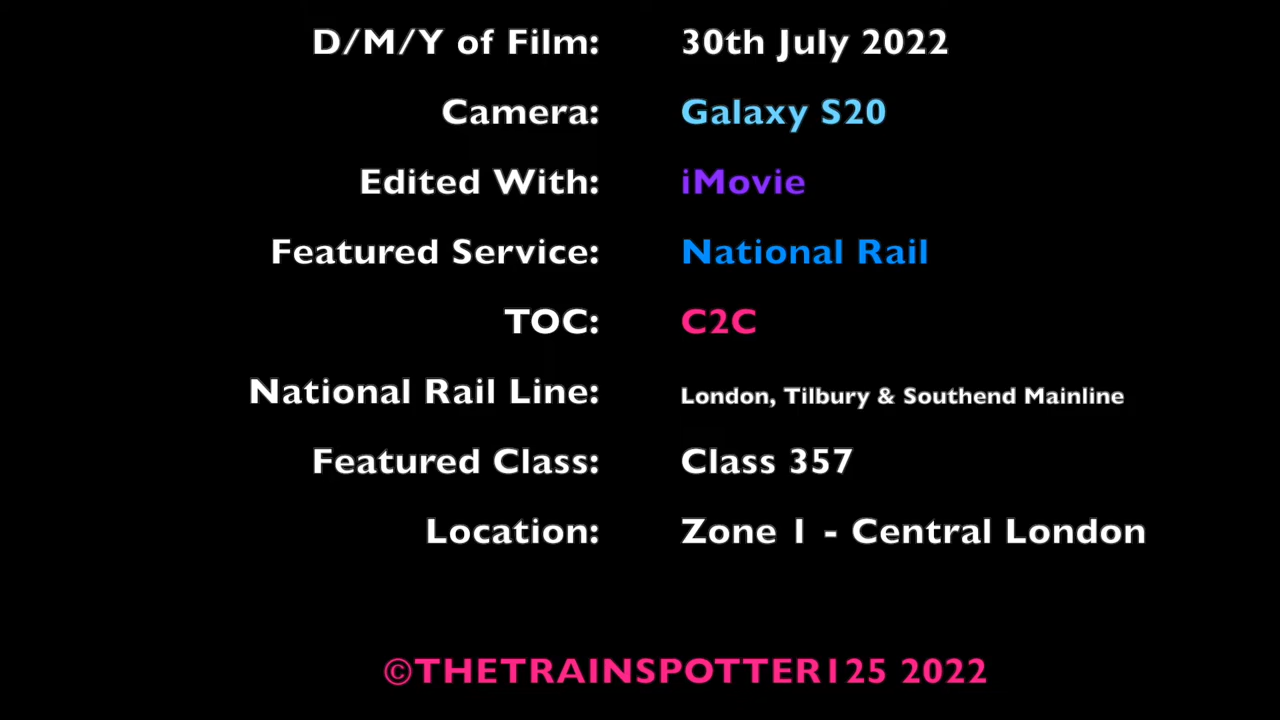 D/M/Y of Film: 30th July 2022
Camera: Galaxy S20
Edited With: iMovie
Featured Service: National Rail
TOC: C2C
National Rail Line: London, Tilbury & Southend Mainline
Featured Class: Class 357
Location: Zone 1 - Central London
©THETRAINSPOTTER125 2022